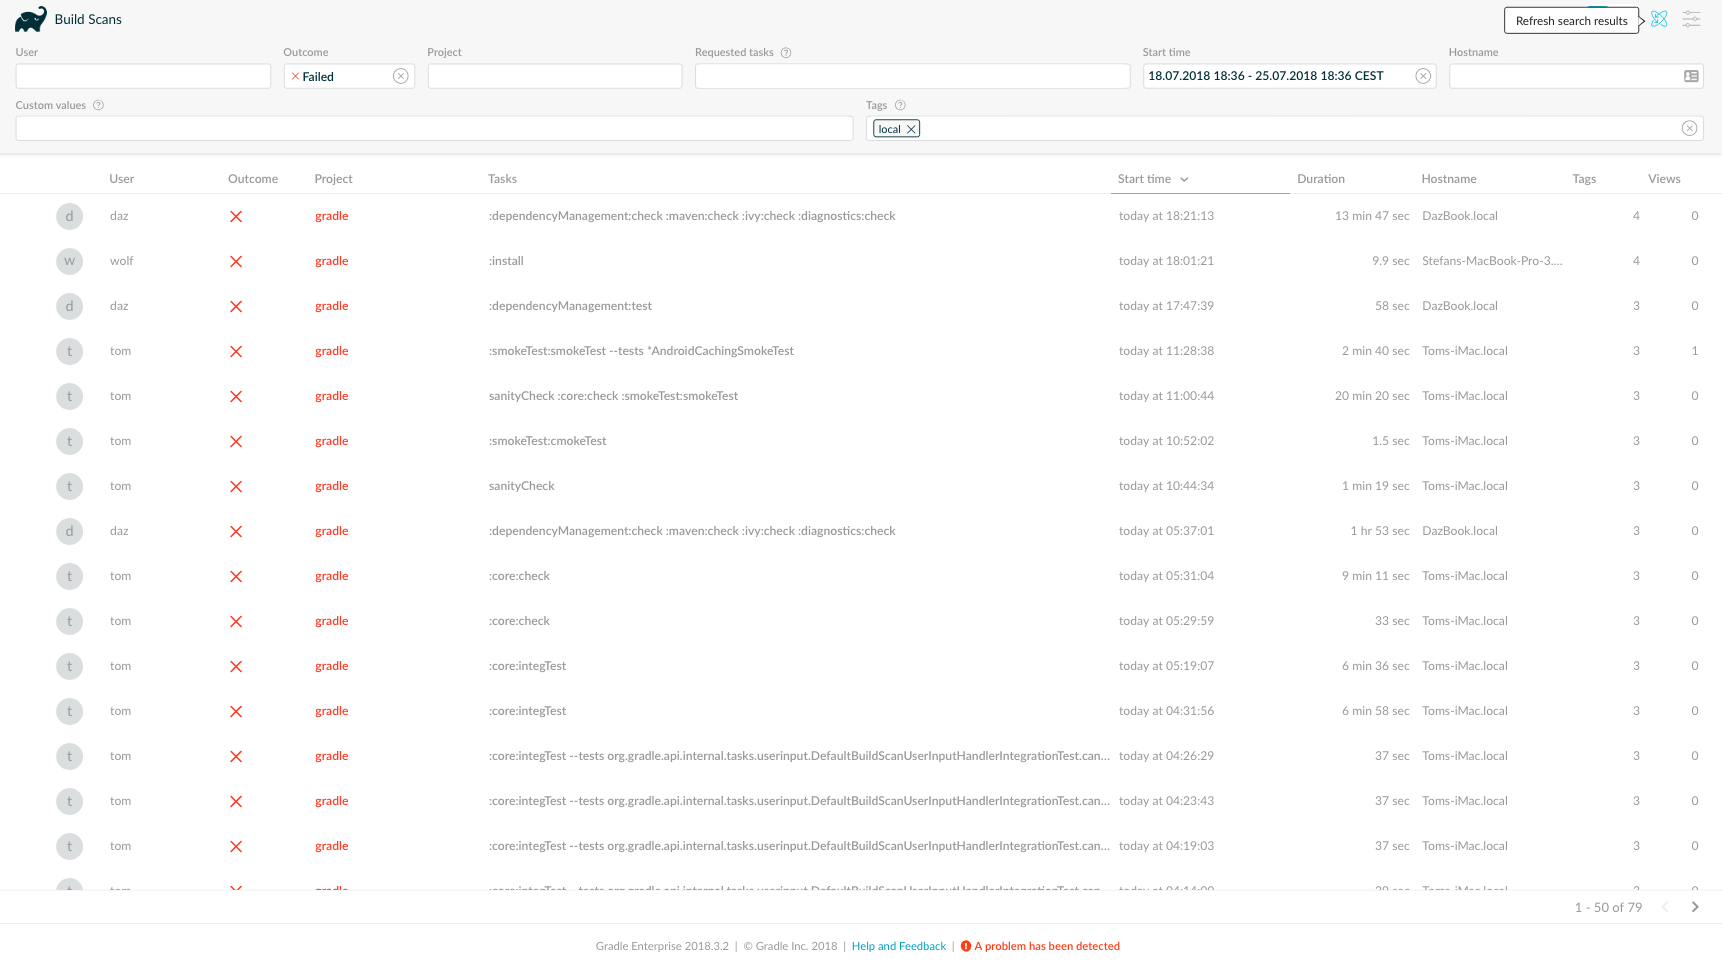 Build Scans
Refresh search results
User Outcome Project Requested tasks Start time Hostname
Failed 18.07.2018 18:36 - 25.07.2018 18:36 CEST
Custom values Tags
local
User Outcome Project Tasks Start time Duration Hostname Tags Views
d daz gradle :dependencyManagement:check :maven:check :ivy:check :diagnostics:check today at 18:21:13 13 min 47 sec DazBook.local 4 0
w wolf gradle :install today at 18:01:21 9.9 sec Stefans-MacBook-Pro-3.... 4 0
d daz gradle :dependencyManagement:test today at 17:47:39 58 sec DazBook.local 3 0
t tom gradle :smokeTest:smokeTest --tests *AndroidCachingSmokeTest today at 11:28:38 2 min 40 sec Toms-iMac.local 3 1
t tom gradle sanityCheck :core:check :smokeTest:smokeTest today at 11:00:44 20 min 20 sec Toms-iMac.local 3 0
t tom gradle :smokeTest:cmokeTest today at 10:52:02 1.5 sec Toms-iMac.local 3 0
t tom gradle sanityCheck today at 10:44:34 1 min 19 sec Toms-iMac.local 3 0
d daz gradle :dependencyManagement:check :maven:check :ivy:check :diagnostics:check today at 05:37:01 1 hr 53 sec DazBook.local 3 0
t tom gradle :core:check today at 05:31:04 9 min 11 sec Toms-iMac.local 3 0
t tom gradle :core:check today at 05:29:59 33 sec Toms-iMac.local 3 0
t tom gradle :core:integTest today at 05:19:07 6 min 36 sec Toms-iMac.local 3 0
t tom gradle :core:integTest today at 04:31:56 6 min 58 sec Toms-iMac.local 3 0
t tom gradle :core:integTest --tests org.gradle.api.internal.tasks.userinput.DefaultBuildScanUserInputHandlerIntegrationTest.can... today at 04:26:29 37 sec Toms-iMac.local 3 0
t tom gradle :core:integTest --tests org.gradle.api.internal.tasks.userinput.DefaultBuildScanUserInputHandlerIntegrationTest.can... today at 04:23:43 37 sec Toms-iMac.local 3 0
t tom gradle :core:integTest --tests org.gradle.api.internal.tasks.userinput.DefaultBuildScanUserInputHandlerIntegrationTest.can... today at 04:19:03 37 sec Toms-iMac.local 3 0
1 - 50 of 79
Gradle Enterprise 2018.3.2 | © Gradle Inc. 2018 | Help and Feedback | A problem has been detected